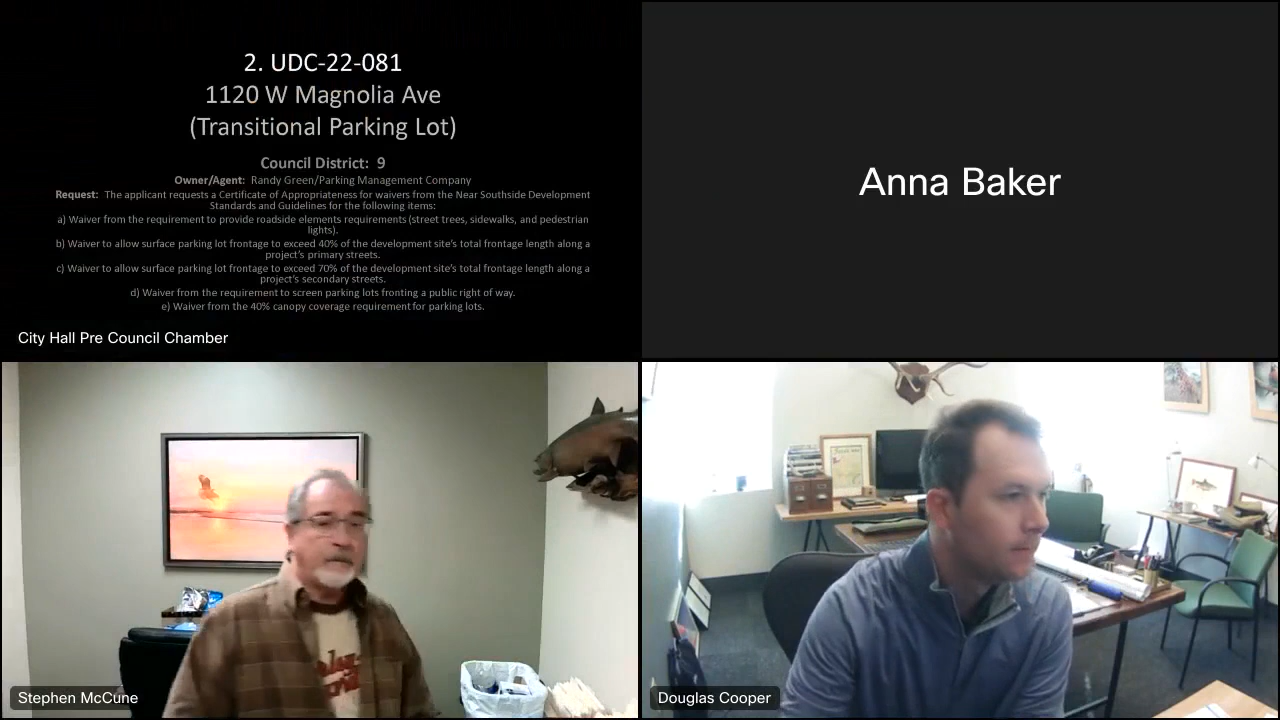 2. UDC-22-081
1120 W Magnolia Ave
(Transitional Parking Lot)
Council District: 9
Owner/Agent: Randy Green/Parking Management Company
Request: The applicant requests a Certificate of Appropriateness for waivers from the Near Southside Development
Standards and Guidelines for the following items:
a) Waiver from the requirement to provide roadside elements requirements (street trees, sidewalks, and pedestrian
lights).
b) Waiver to allow surface parking lot frontage to exceed 40% of the development site's total frontage length along a
project's primary streets.
c) Waiver to allow surface parking lot frontage to exceed 70% of the development site's total frontage length along a
project's secondary streets.
d) Waiver from the requirement to screen parking lots fronting a public right of way.
e) Waiver from the 40% canopy coverage requirement for parking lots.
City Hall Pre Council Chamber
Anna Baker
Stephen McCune
Douglas Cooper